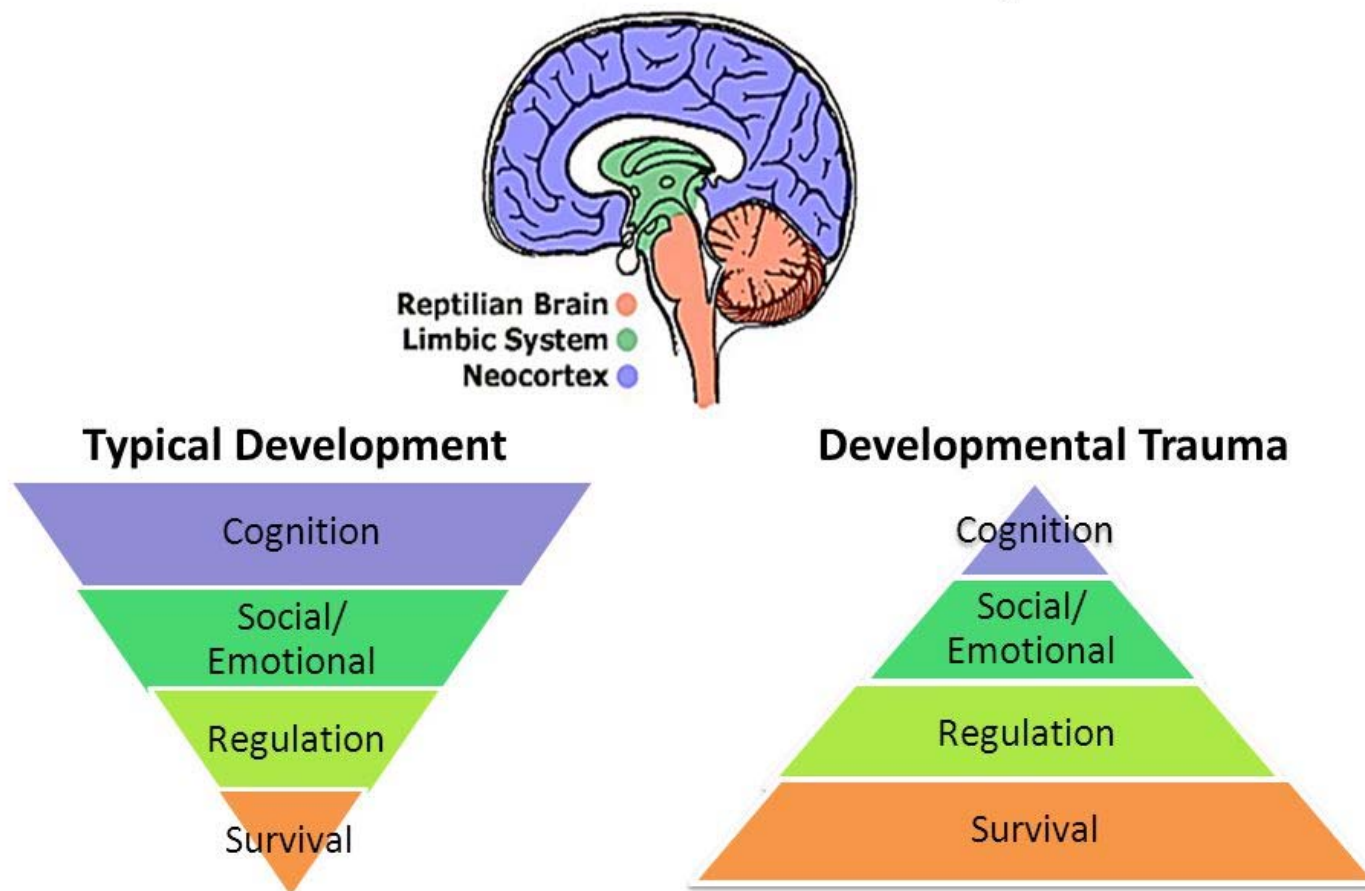 Reptilian Brain
Limbic System
Neocortex
Typical Development
Cognition
Social/
Emotional
Regulation
Survival
Developmental Trauma
Cognition
Social/
Emotional
Regulation
Survival